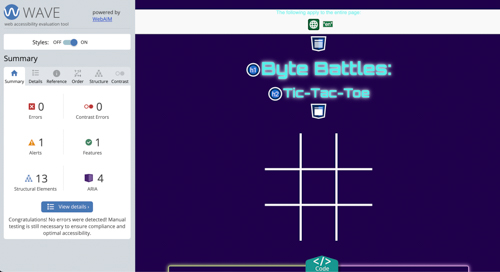 WAVE
web accessibility evaluation tool
powered by
WebAIM
Styles: OFF ON
Summary
Summary Details Reference Order Structure Contrast
0 0
Errors Contrast Errors
1 1
Alerts Features
13 4
Structural Elements ARIA
View details ›
Congratulations! No errors were detected! Manual
testing is still necessary to ensure compliance and
optimal accessibility.
The following apply to the entire page:
"en"
h1 Byte Battles:
h2 Tic-Tac-Toe
</>
Code